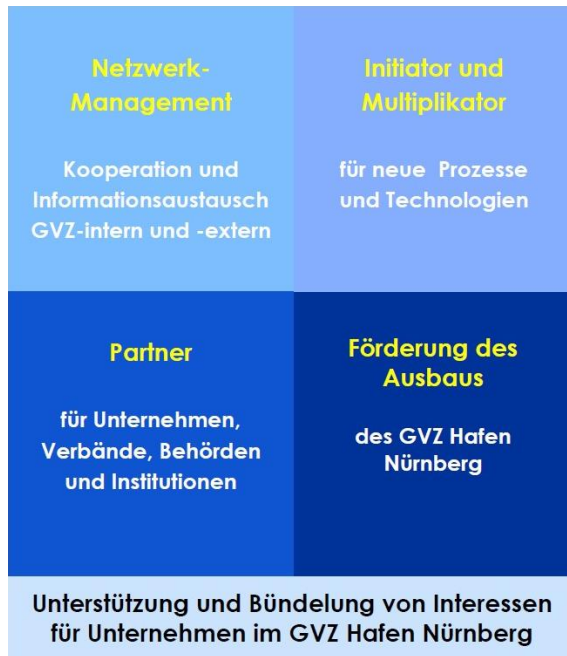 Netzwerk-
Management
Kooperation und
Informationsaustausch
GVZ-intern und -extern
Initiator und
Multiplikator
für neue Prozesse
und Technologien
Partner
für Unternehmen,
Verbände, Behörden
und Institutionen
Förderung des
Ausbaus
des GVZ Hafen
Nürnberg
Unterstützung und Bündelung von Interessen
für Unternehmen im GVZ Hafen Nürnberg